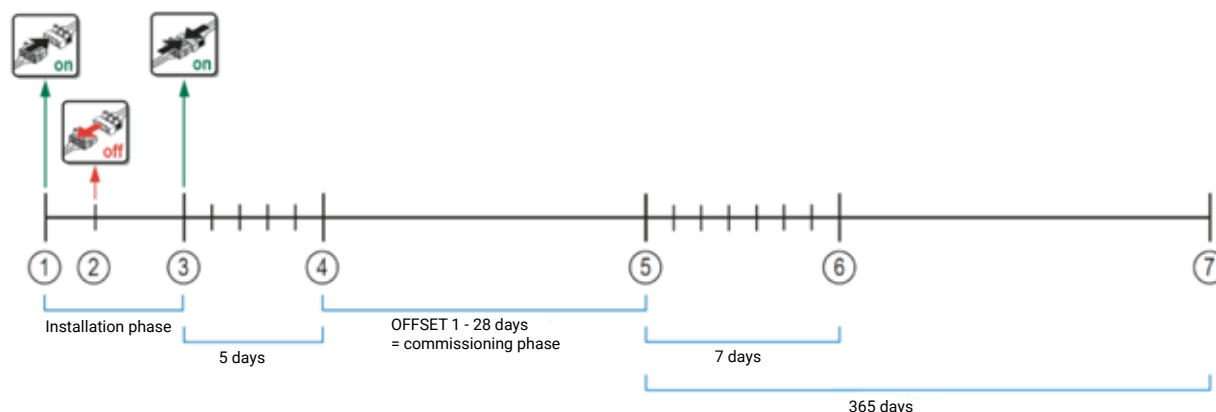 on
on
off
1 2 3 4 5 6 7
Installation phase
OFFSET 1 - 28 days
= commissioning phase
5 days
7 days
365 days